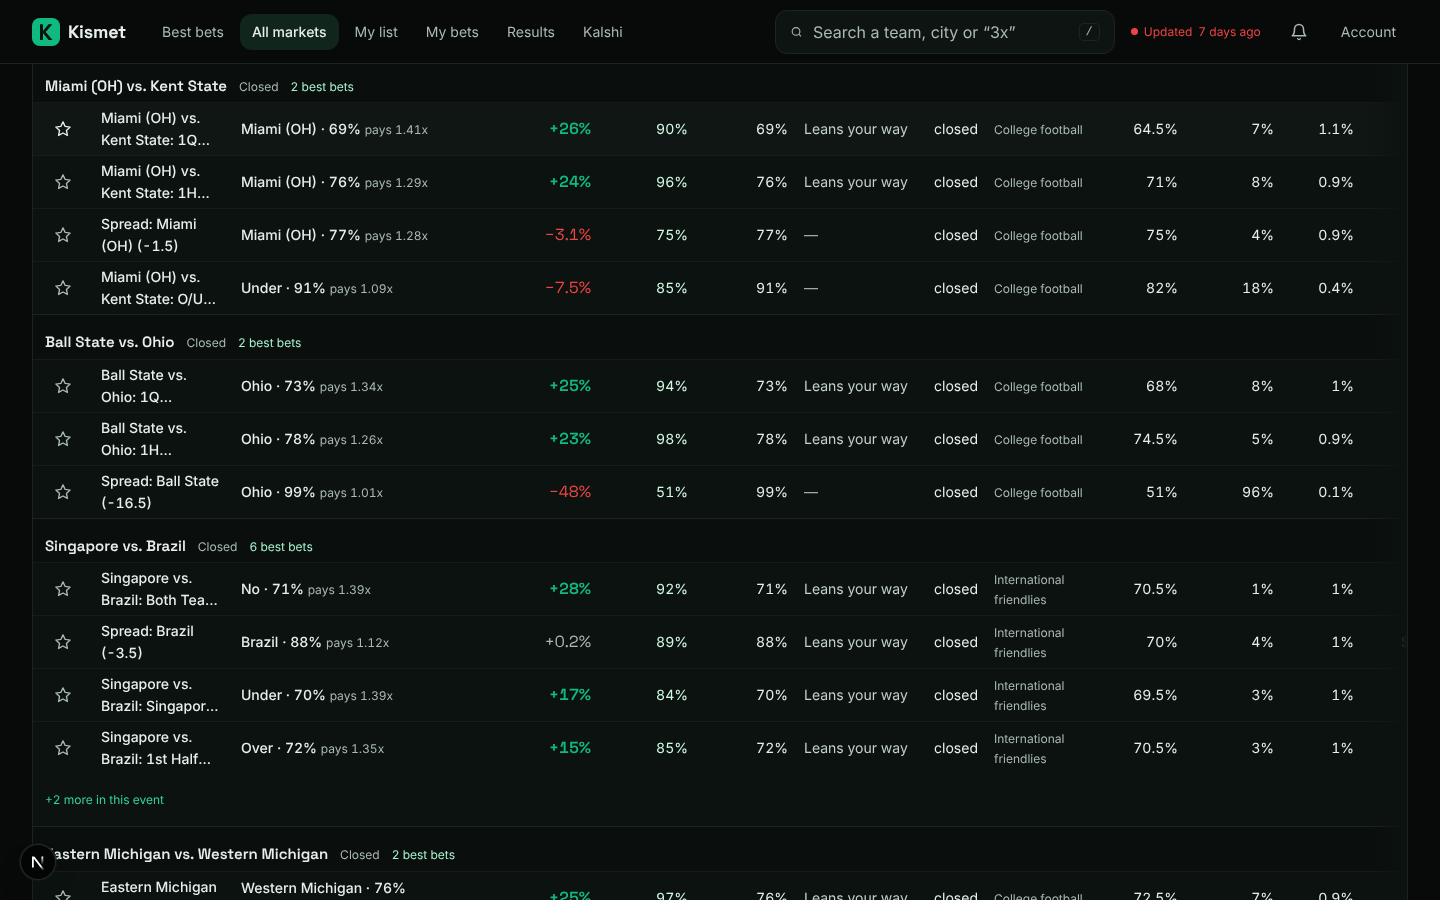 K Kismet Best bets All markets My list My bets Results Kalshi Search a team, city or “3x” / Updated 7 days ago Account
Miami (OH) vs. Kent State Closed 2 best bets
Miami (OH) vs.
Kent State: 1Q... Miami (OH) · 69% pays 1.41x +26% 90% 69% Leans your way closed College football 64.5% 7% 1.1%
Miami (OH) vs.
Kent State: 1H... Miami (OH) · 76% pays 1.29x +24% 96% 76% Leans your way closed College football 71% 8% 0.9%
Spread: Miami
(OH) (-1.5) Miami (OH) · 77% pays 1.28x −3.1% 75% 77% — closed College football 75% 4% 0.9%
Miami (OH) vs.
Kent State: O/U... Under · 91% pays 1.09x −7.5% 85% 91% — closed College football 82% 18% 0.4%
Ball State vs. Ohio Closed 2 best bets
Ball State vs.
Ohio: 1Q... Ohio · 73% pays 1.34x +25% 94% 73% Leans your way closed College football 68% 8% 1%
Ball State vs.
Ohio: 1H... Ohio · 78% pays 1.26x +23% 98% 78% Leans your way closed College football 74.5% 5% 0.9%
Spread: Ball State
(-16.5) Ohio · 99% pays 1.01x −48% 51% 99% — closed College football 51% 96% 0.1%
Singapore vs. Brazil Closed 6 best bets
Singapore vs.
Brazil: Both Tea... No · 71% pays 1.39x +28% 92% 71% Leans your way closed International friendlies 70.5% 1% 1%
Spread: Brazil
(-3.5) Brazil · 88% pays 1.12x +0.2% 89% 88% Leans your way closed International friendlies 70% 4% 1%
Singapore vs.
Brazil: Singapor... Under · 70% pays 1.39x +17% 84% 70% Leans your way closed International friendlies 69.5% 3% 1%
Singapore vs.
Brazil: 1st Half... Over · 72% pays 1.35x +15% 85% 72% Leans your way closed International friendlies 70.5% 3% 1%
+2 more in this event
astern Michigan vs. Western Michigan Closed 2 best bets
Eastern Michigan Western Michigan · 76%
+25% 97% 76% Leans your way closed College football 72.5% 7% 0.9%